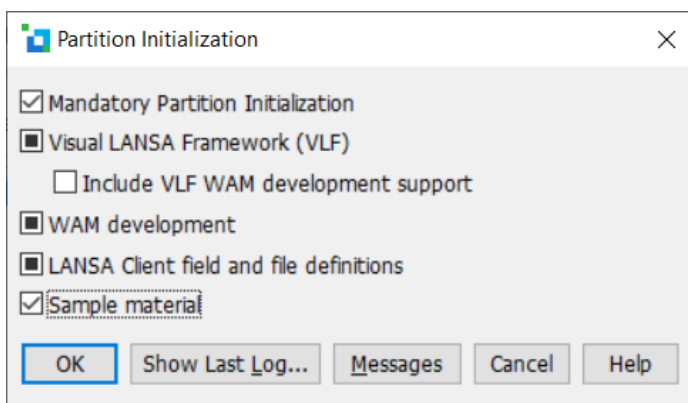 Partition Initialization
Mandatory Partition Initialization
Visual LANSA Framework (VLF)
Include VLF WAM development support
WAM development
LANSA Client field and file definitions
Sample material
OK Show Last Log... Messages Cancel Help